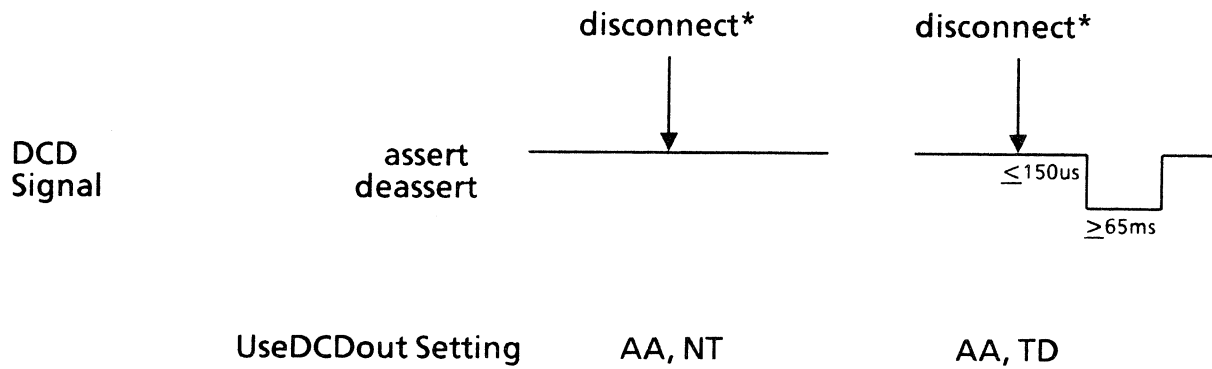 disconnect* disconnect*
DCD Signal
assert
deassert
≤150us
≥65ms
UseDCDout Setting AA, NT AA, TD